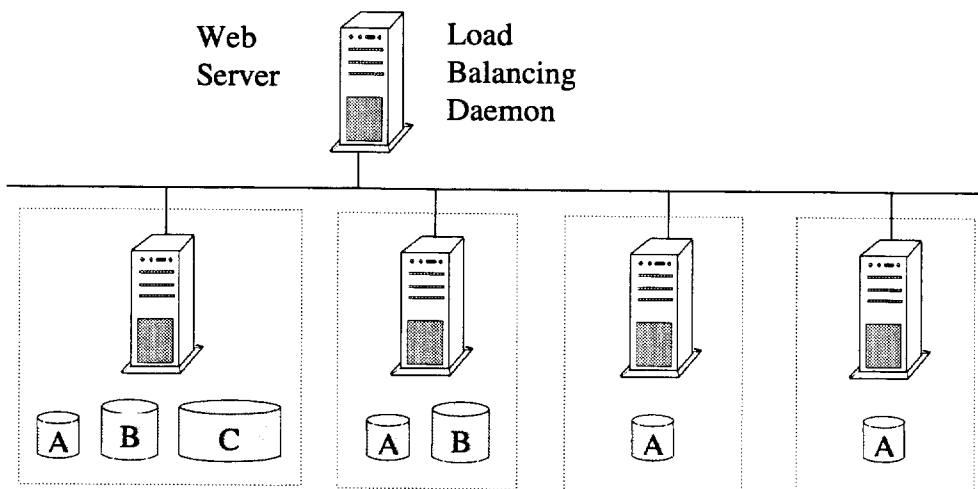 Web
Server
Load
Balancing
Daemon
A B C
A B
A
A